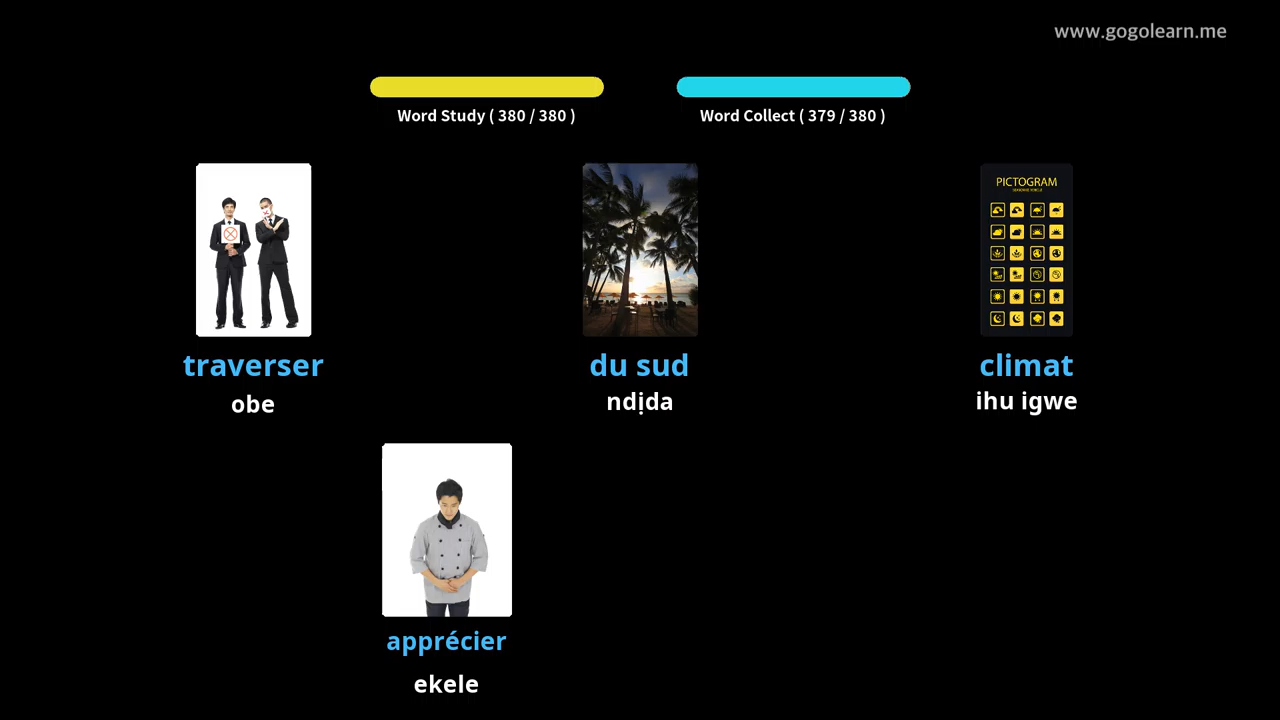 www.gogolearn.me
Word Study ( 380 / 380 )
Word Collect ( 379 / 380 )
PICTOGRAM
traverser
du sud
climat
obe
ndịda
ihu igwe
apprécier
ekele